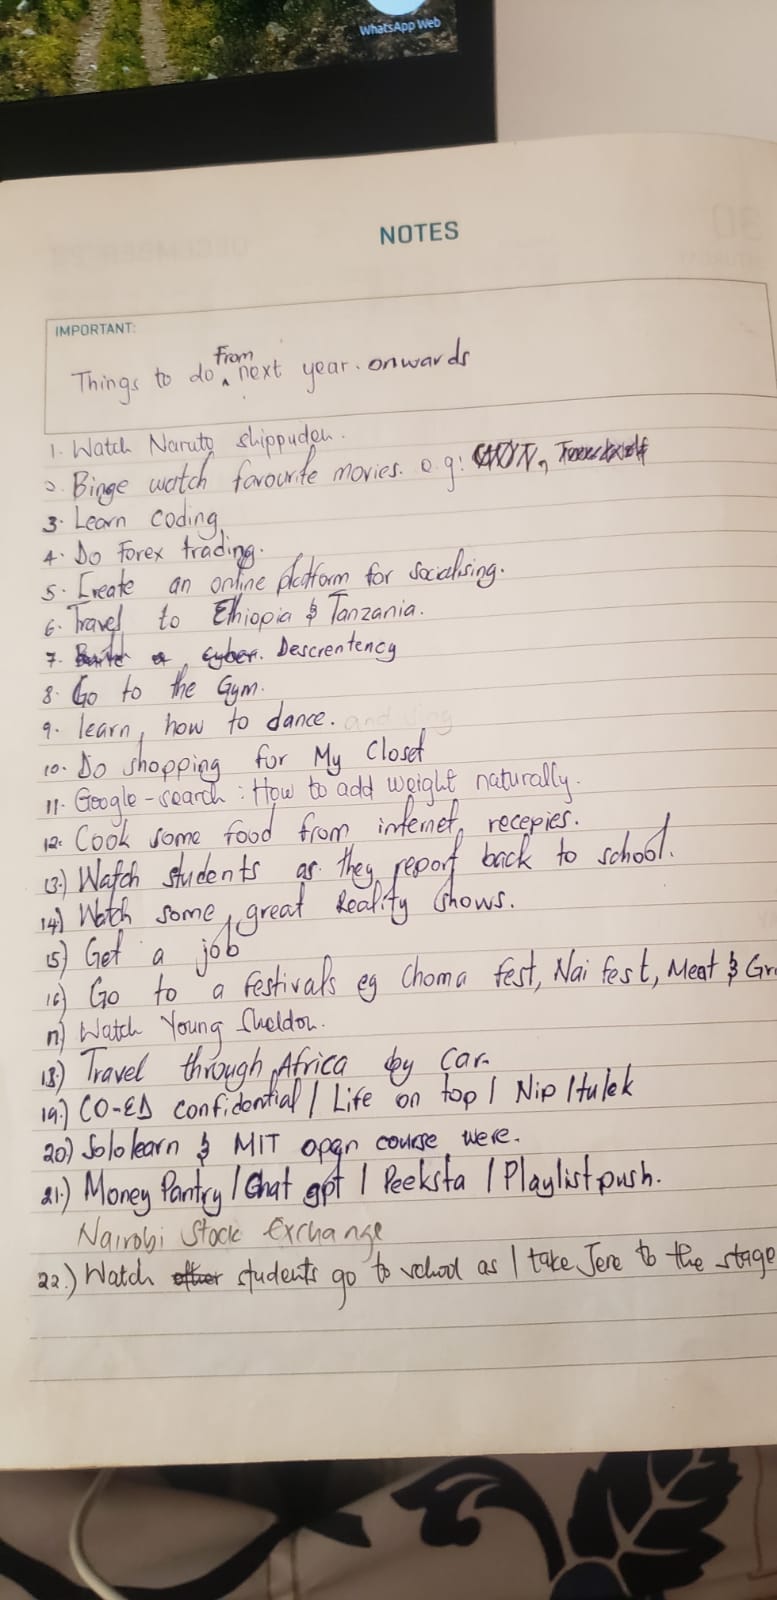 WhatsApp Web
NOTES
IMPORTANT:
Things to do From next year. onwards
1. Watch Naruto shippuden.
2. Binge watch favourite movies. e.g:
3. Learn coding
4. Do Forex trading.
5. Create an online platform for socialising.
6. Travel to Ethiopia & Tanzania.
7. Descrentency
8. Go to the Gym.
9. learn how to dance. and sing
10. Do shopping for My Closet
11. Google-search: How to add weight naturally.
12. Cook some food from internet recepies.
13.) Watch students as they report back to school.
14) Watch some great Reality shows.
15) Get a job
16) Go to a festivals eg Choma fest, Nai fest, Meat & Gr
17) Watch Young Sheldon.
18.) Travel through Africa by Car.
19.) CO-ED confidential / Life on top / Nip /tulek
20) Sololearn & MIT open course were.
21.) Money Pantry / Chat gpt / Peeksta / Playlistpush.
Nairobi Stock Exchange
22.) Watch other students go to school as I take Jere to the stage